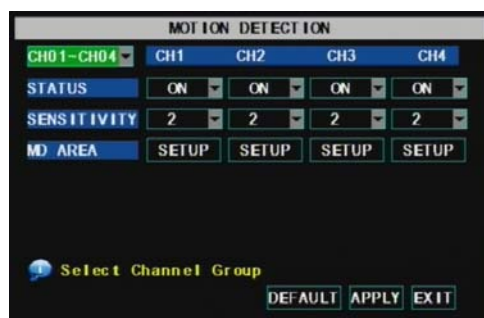 MOTION DETECTION
CH01-CH04 CH1 CH2 CH3 CH4
STATUS ON ON ON ON
SENSITIVITY 2 2 2 2
MD AREA SETUP SETUP SETUP SETUP
Select Channel Group
DEFAULT APPLY EXIT